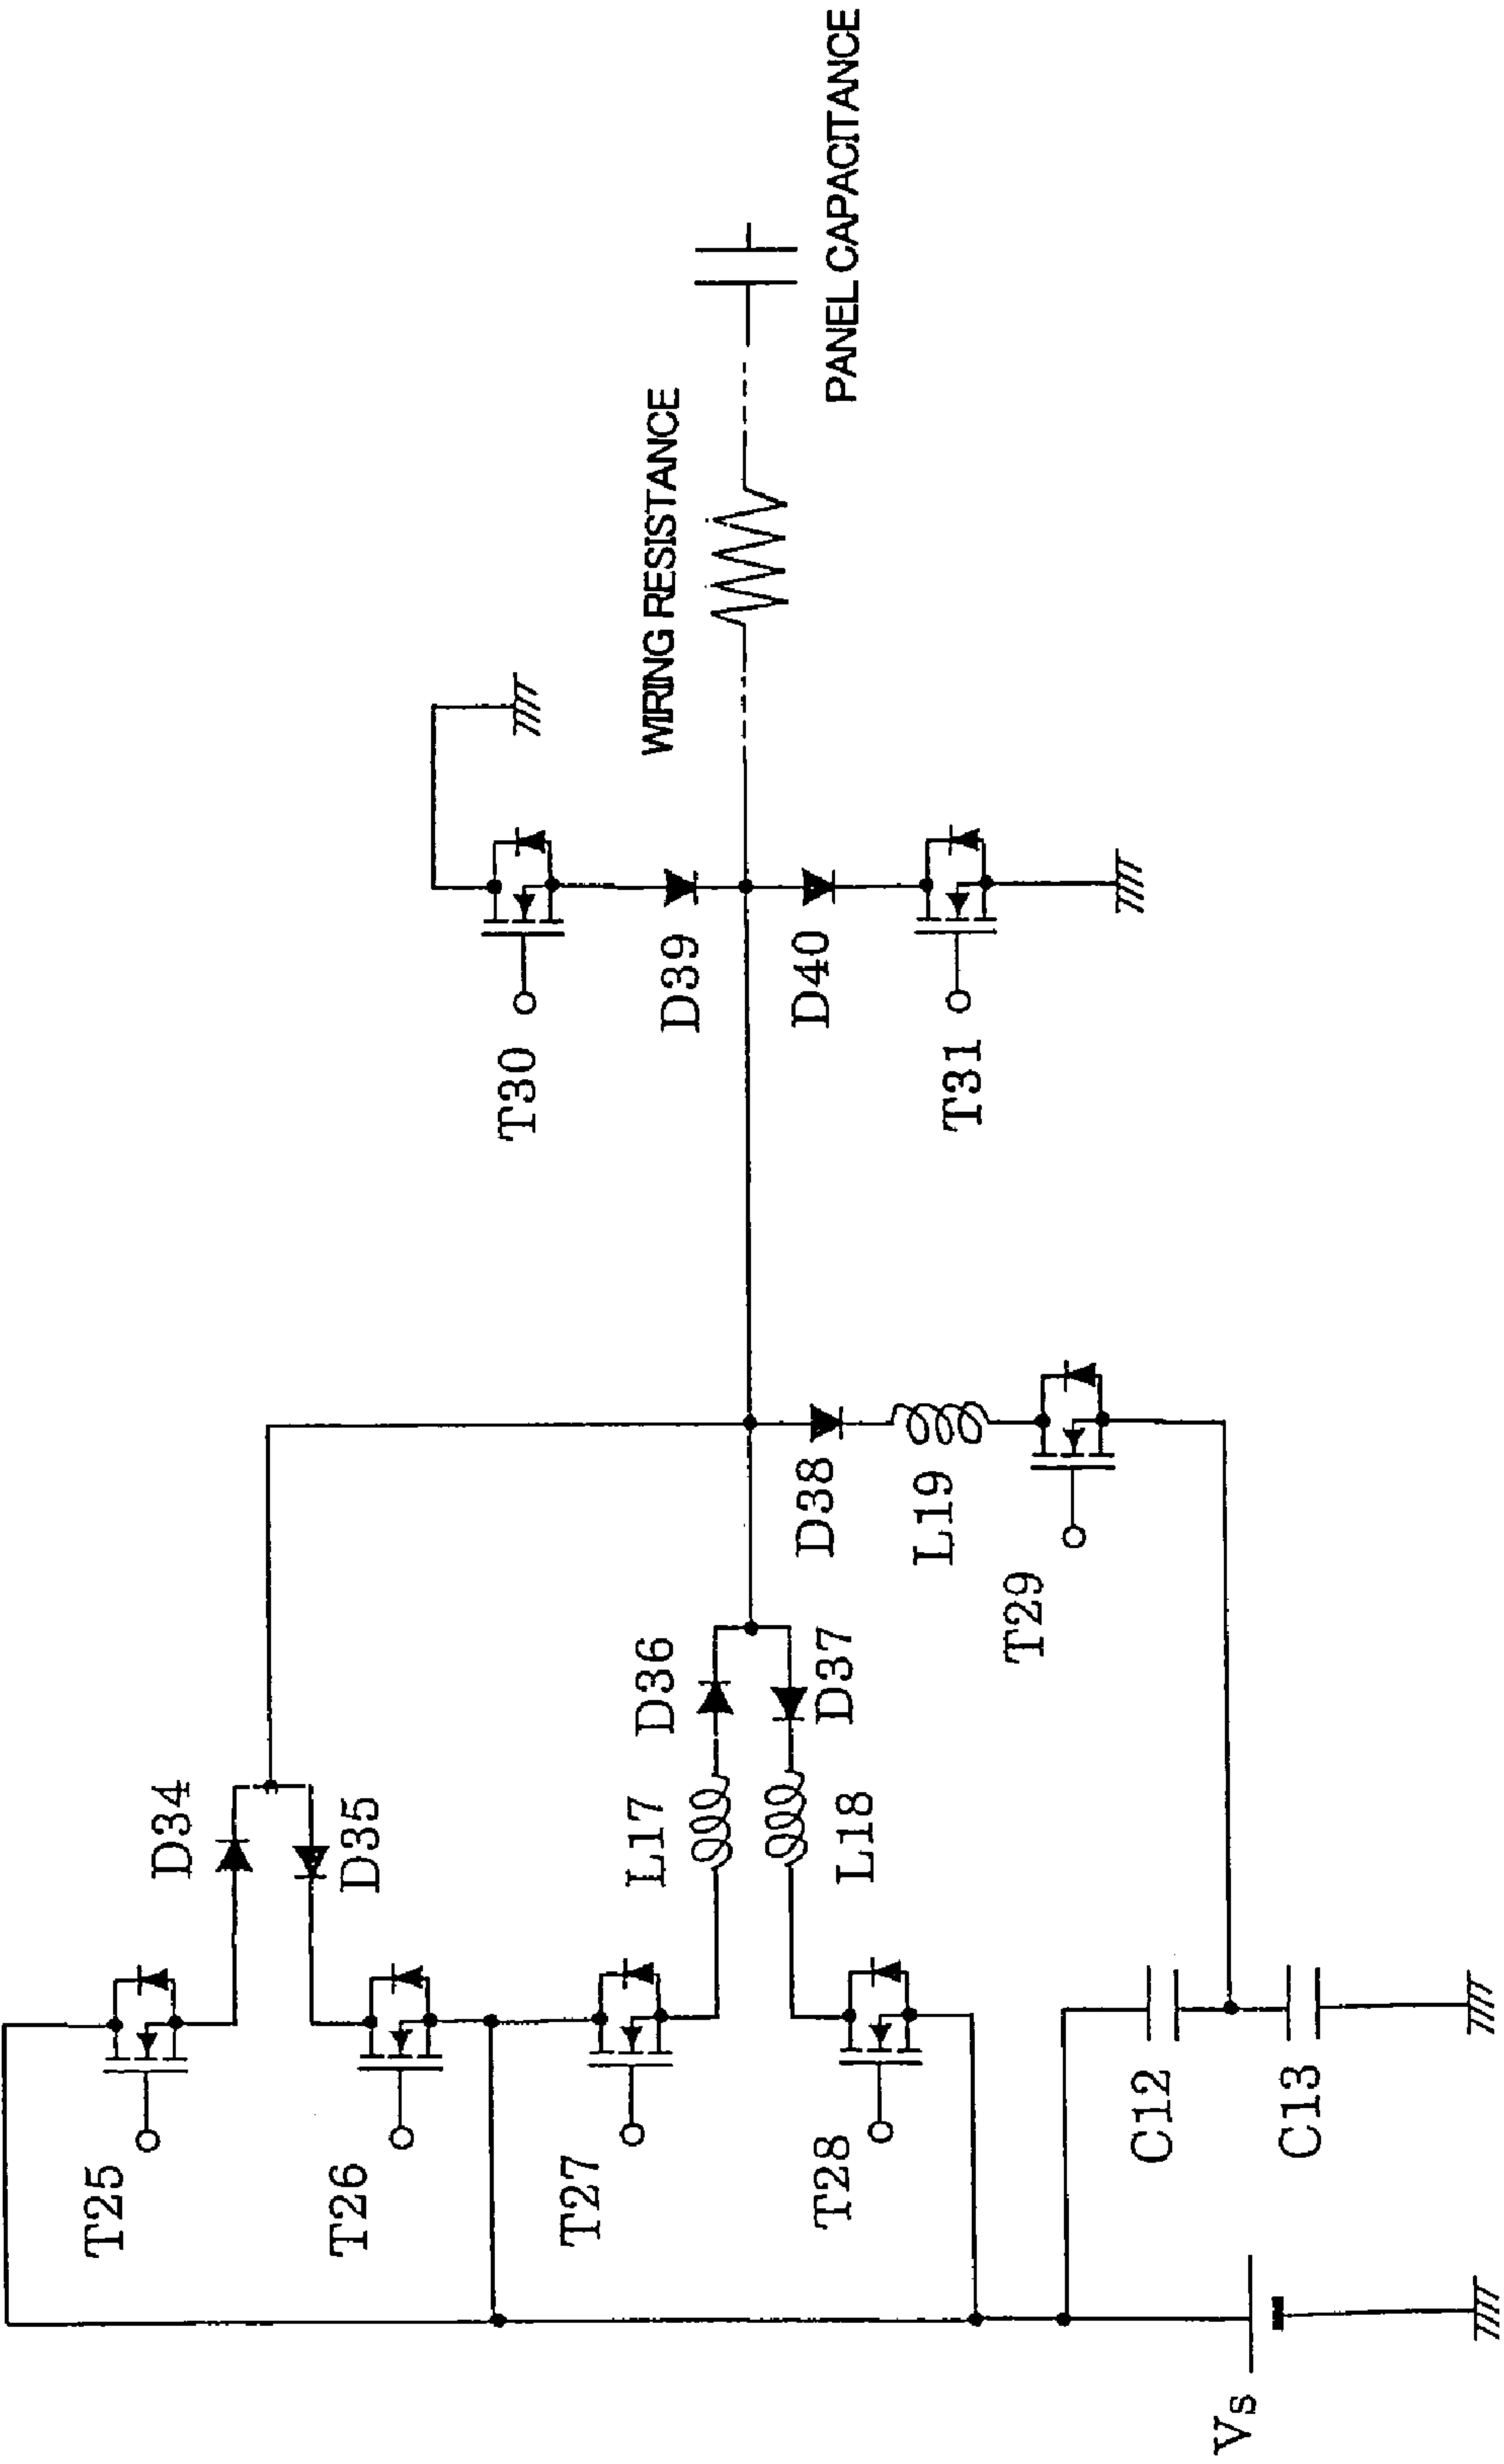 PANEL CAPACITANCE
WIRING RESISTANCE
T30
D39
D40
T31
D34
D35
D36
D37
L17
L18
D38
L19
T29
T25
T26
T27
T28
C12
C13
Vs